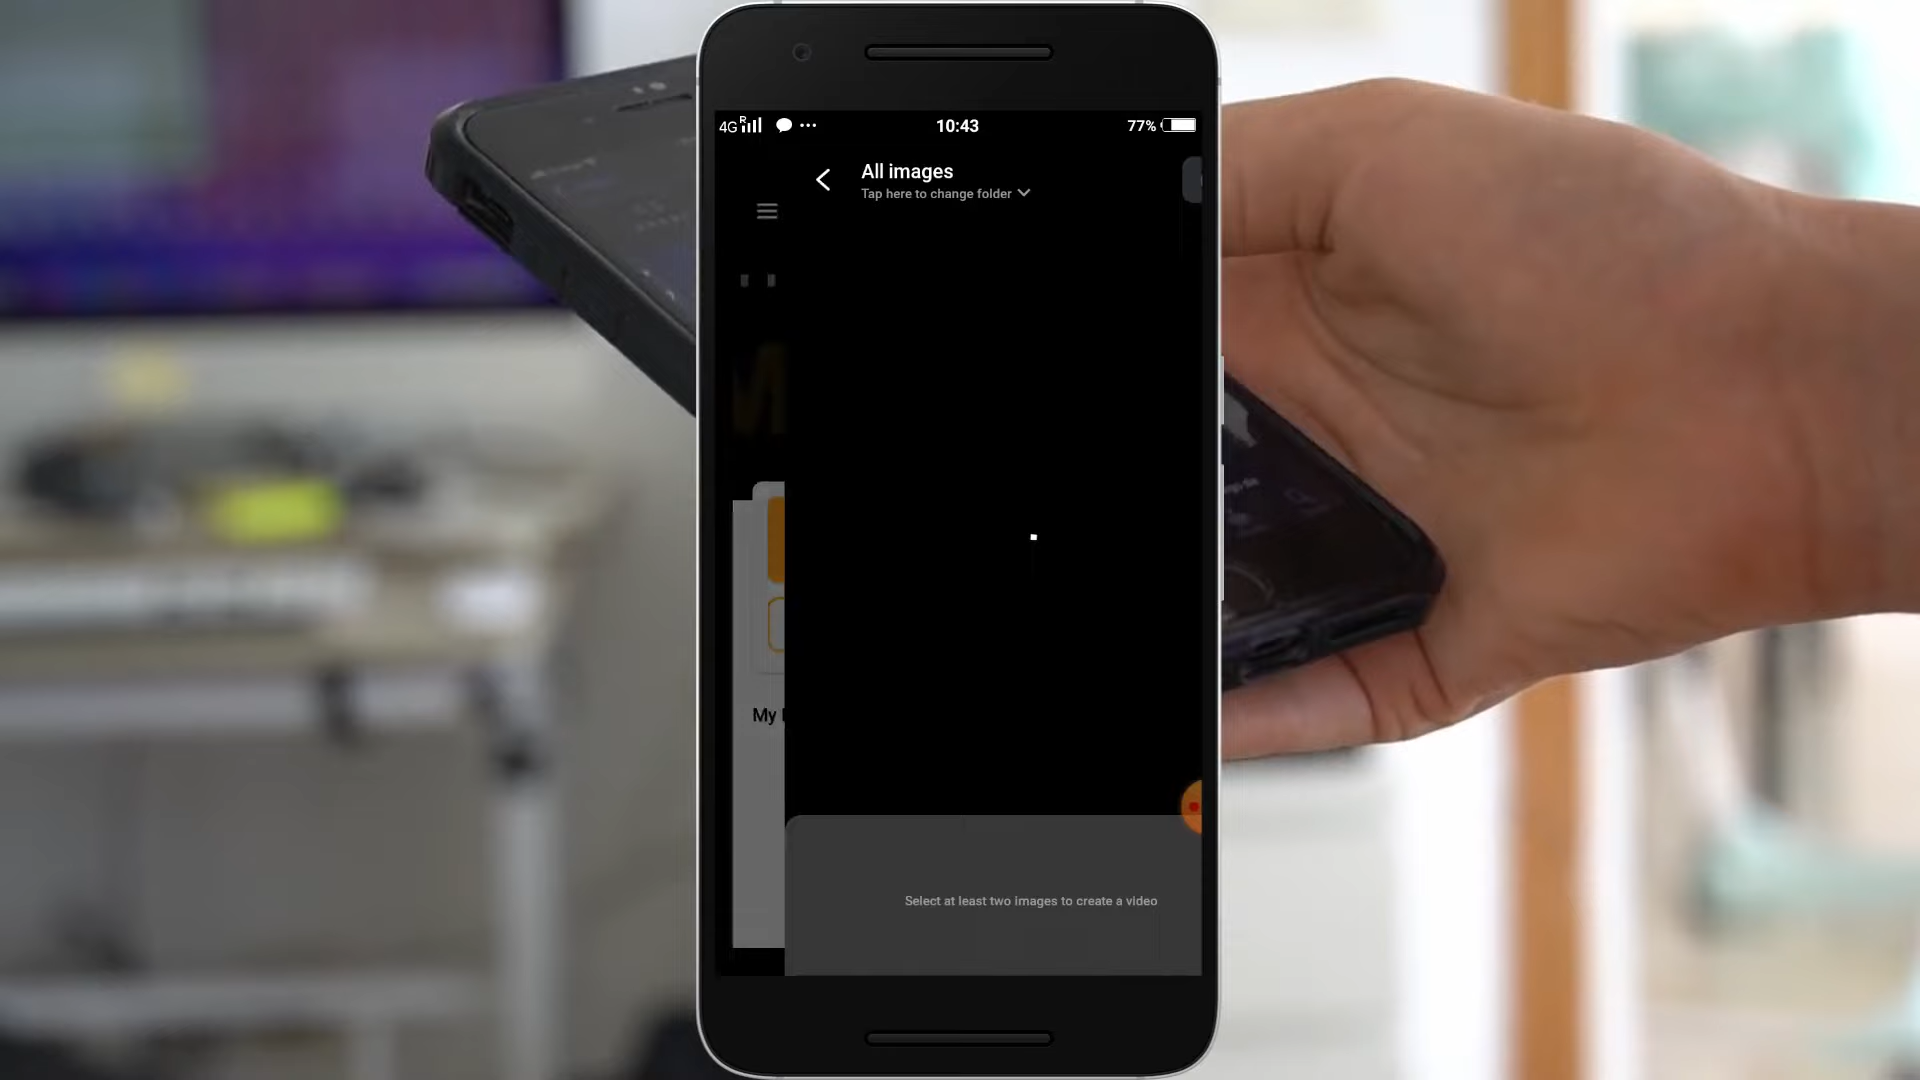 4G R 10:43 77%
All images
Tap here to change folder
M
My
Select at least two images to create a video